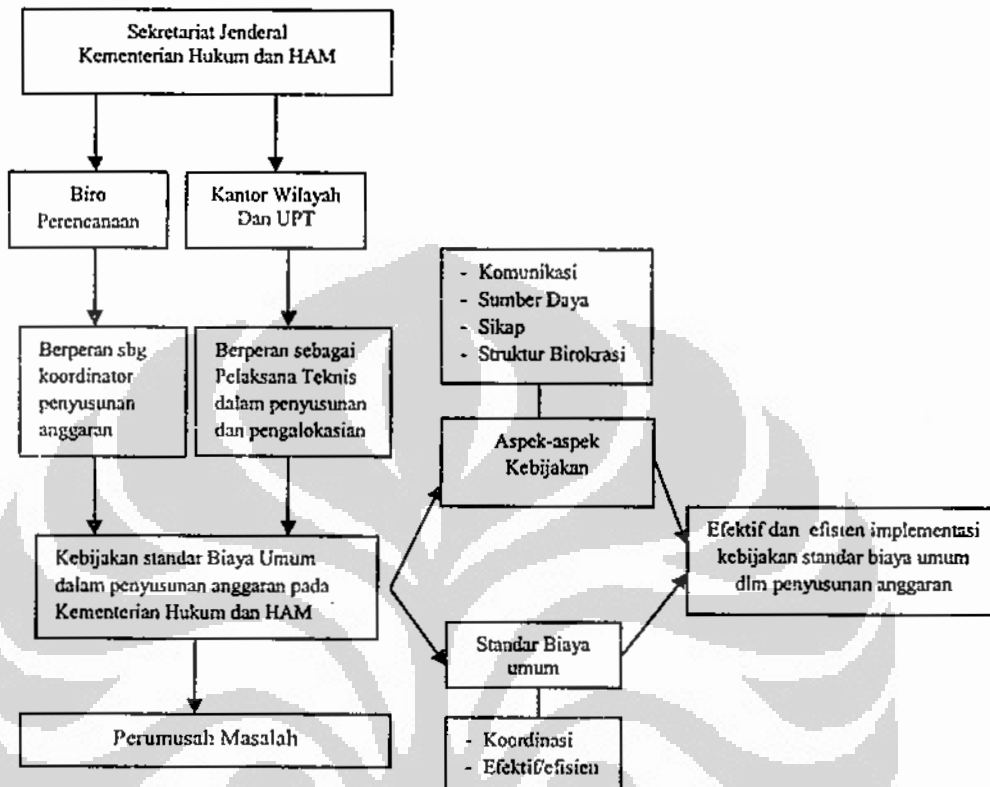 Sekretariat Jenderal
Kementerian Hukum dan HAM
Biro
Perencanaan
Kantor Wilayah
Dan UPT
Berperan sbg
koordinator
penyusunan
anggaran
Berperan sebagai
Pelaksana Teknis
dalam penyusunan
dan pengalokasian
Kebijakan standar Biaya Umum
dalam penyusunan anggaran pada
Kementerian Hukum dan HAM
Perumusah Masalah
- Komunikasi
- Sumber Daya
- Sikap
- Struktur Birokrasi
Aspek-aspek
Kebijakan
Standar Biaya
umum
- Koordinasi
- Efektif/efisien
Efektif dan efisien implementasi
kebijakan standar biaya umum
dlm penyusunan anggaran